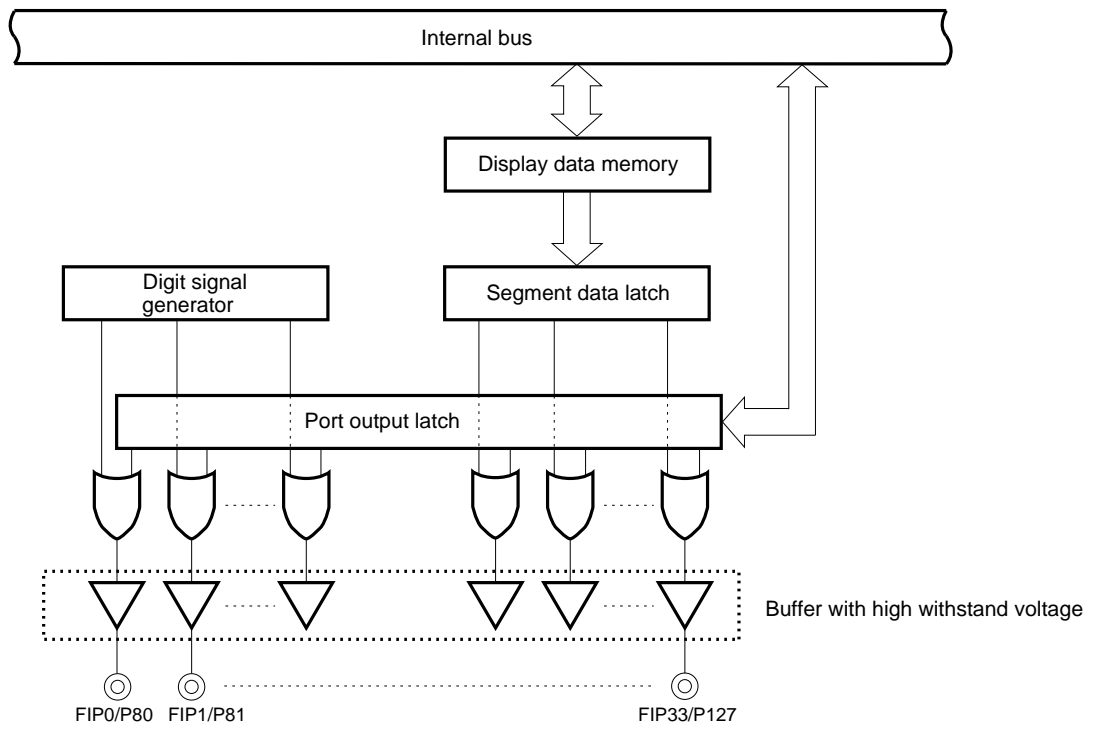 Internal bus
Display data memory
Digit signal
generator
Segment data latch
Port output latch
Buffer with high withstand voltage
FIP0/P80
FIP1/P81
FIP33/P127